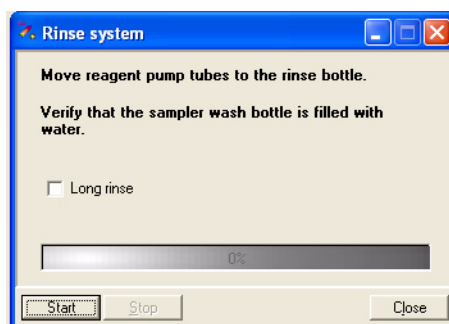 Rinse system
Move reagent pump tubes to the rinse bottle.
Verify that the sampler wash bottle is filled with
water.
Long rinse
0%
Start Stop Close